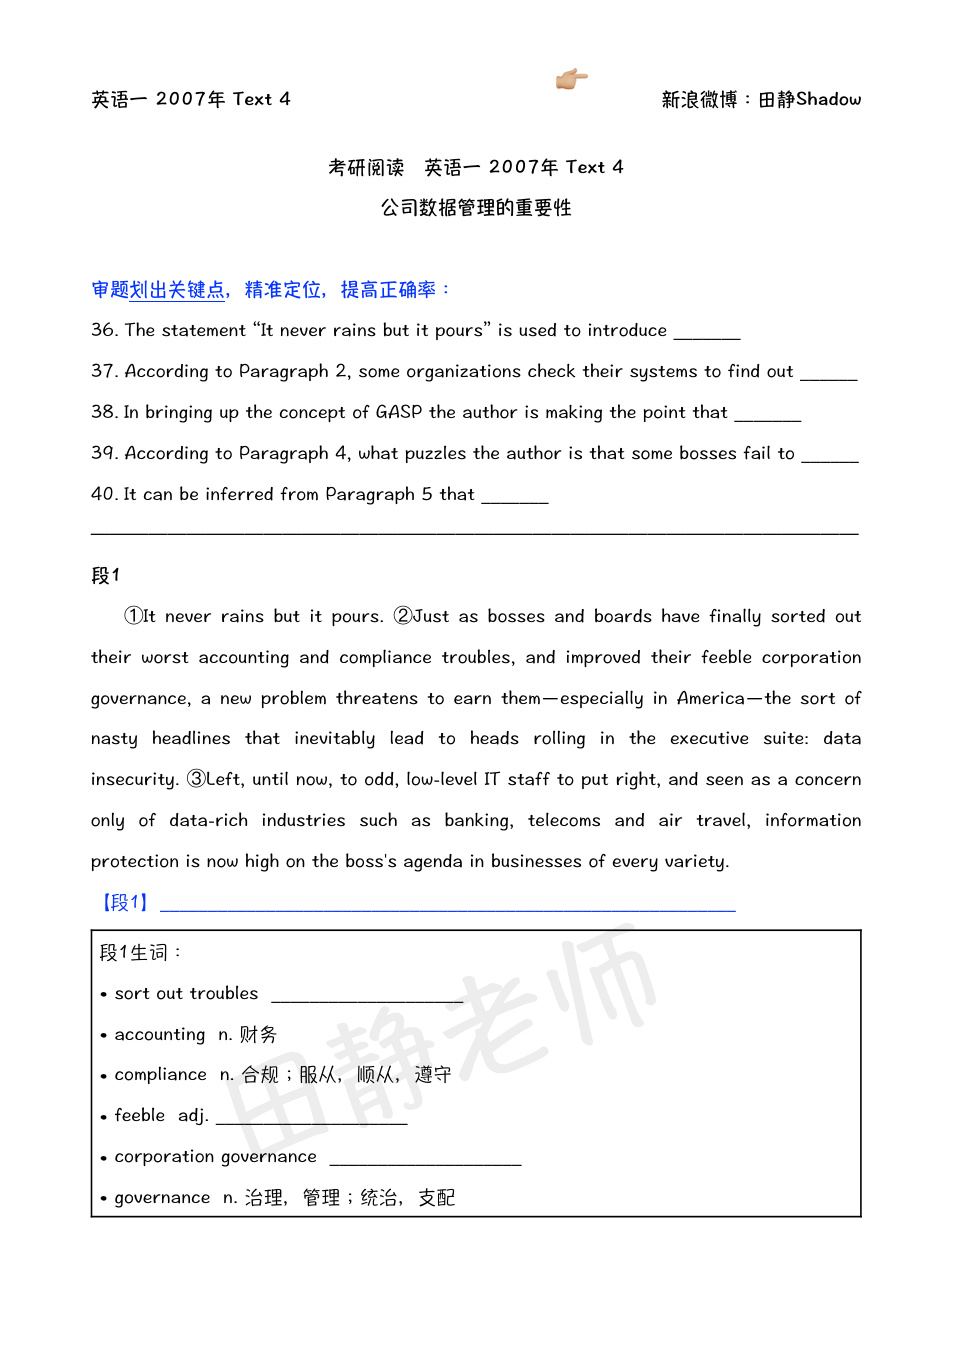 英语一 2007年 Text 4 新浪微博：田静Shadow
考研阅读 英语一 2007年 Text 4
公司数据管理的重要性
审题划出关键点，精准定位，提高正确率：
36. The statement “It never rains but it pours” is used to introduce _______
37. According to Paragraph 2, some organizations check their systems to find out ______
38. In bringing up the concept of GASP the author is making the point that _______
39. According to Paragraph 4, what puzzles the author is that some bosses fail to ______
40. It can be inferred from Paragraph 5 that _______
段1
①It never rains but it pours. ②Just as bosses and boards have finally sorted out
their worst accounting and compliance troubles, and improved their feeble corporation
governance, a new problem threatens to earn them—especially in America—the sort of
nasty headlines that inevitably lead to heads rolling in the executive suite: data
insecurity. ③Left, until now, to odd, low-level IT staff to put right, and seen as a concern
only of data-rich industries such as banking, telecoms and air travel, information
protection is now high on the boss's agenda in businesses of every variety.
【段1】____________________________________________________________
段1生词：
• sort out troubles ____________________
• accounting n. 财务
• compliance n. 合规；服从，顺从，遵守
• feeble adj. ____________________
• corporation governance ____________________
• governance n. 治理，管理；统治，支配
田静老师